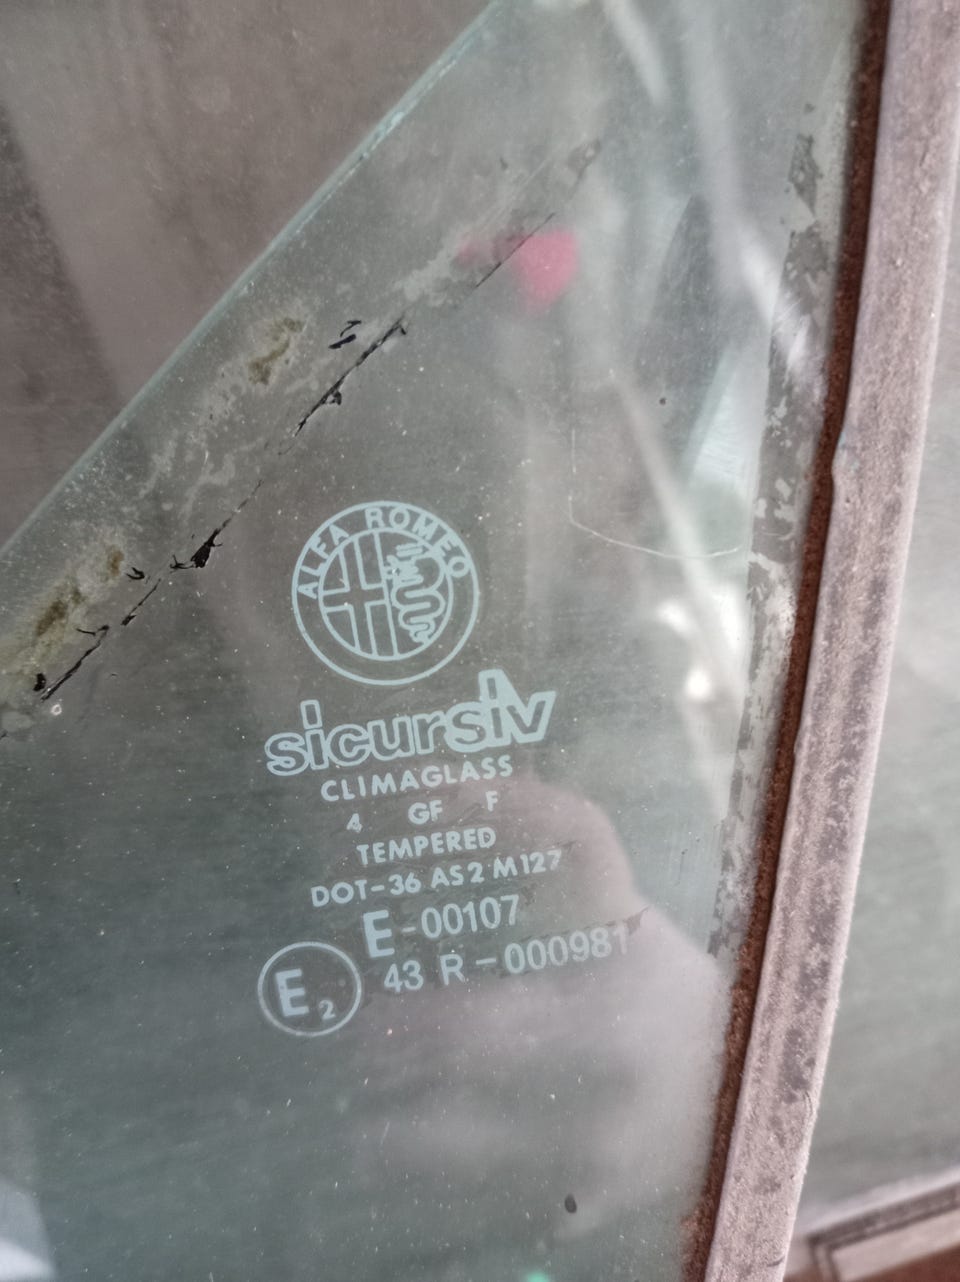 ALFA ROMEO
sicursiv
CLIMAGLASS
4 GF F
TEMPERED
DOT-36 AS2 M127
E-00107
43 R-000981
E2